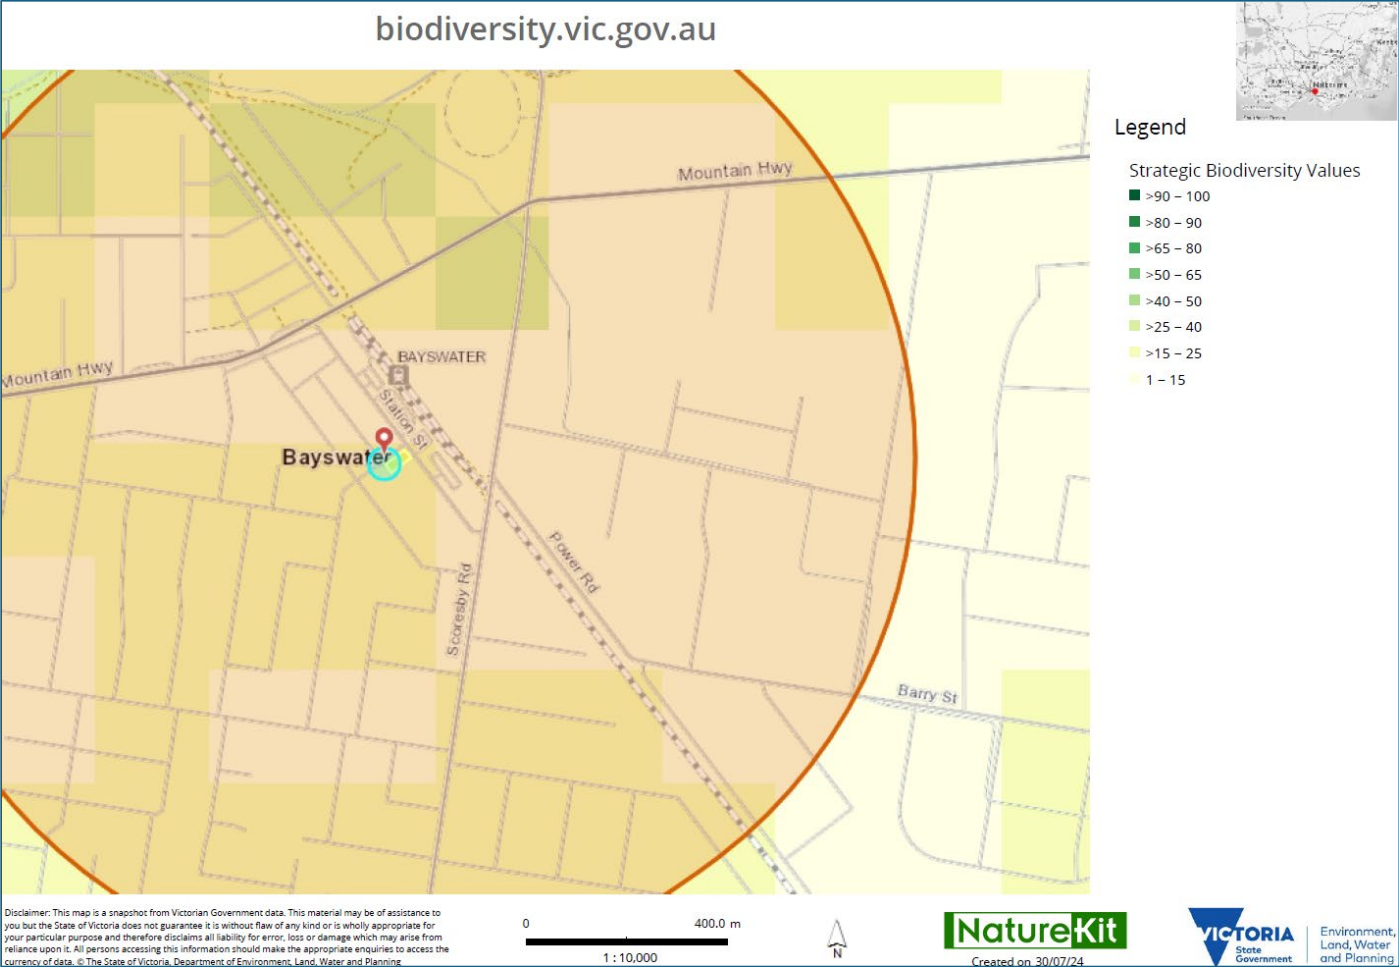 biodiversity.vic.gov.au
Melbourne
Legend
Strategic Biodiversity Values
>90 – 100
>80 – 90
>65 – 80
>50 – 65
>40 – 50
>25 – 40
>15 – 25
1 – 15
Mountain Hwy
BAYSWATER
Mountain Hwy
Station St
Bayswater
Power Rd
Scoresby Rd
Barry St
Disclaimer: This map is a snapshot from Victorian Government data. This material may be of assistance to
you but the State of Victoria does not guarantee it is without flaw of any kind or is wholly appropriate for
your particular purpose and therefore disclaims all liability for error, loss or damage which may arise from
reliance upon it. All persons accessing this information should make the appropriate enquiries to access the
currency of data. © The State of Victoria, Department of Environment, Land, Water and Planning
0 400.0 m
1 : 10,000
N
NatureKit
Created on 30/07/24
VICTORIA
State
Government
Environment,
Land, Water
and Planning